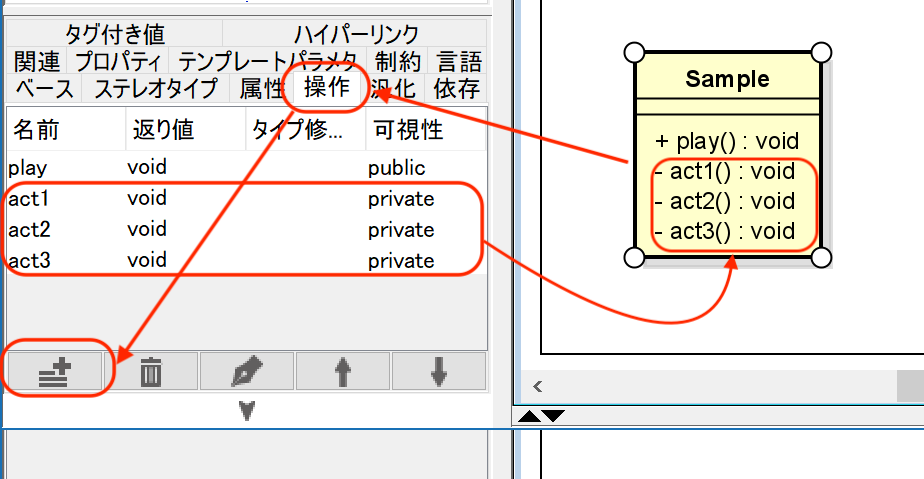 タグ付き値 ハイパーリンク
関連 プロパティ テンプレートパラメタ 制約 言語
ベース ステレオタイプ 属性 操作 汎化 依存
名前 返り値 タイプ修... 可視性
play void public
act1 void private
act2 void private
act3 void private
Sample
+ play() : void
- act1() : void
- act2() : void
- act3() : void